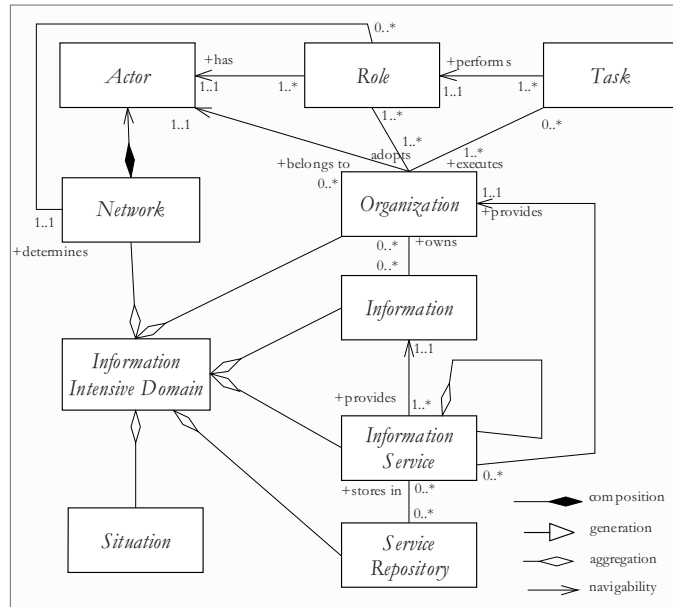 0..*
+has
+performs
Actor
Role
Task
1..1
1..*
1..1
1..*
1..1
1..*
0..*
1..*
1..*
+belongs to
adopts
+executes
0..*
Network
Organization
1..1
+provides
1..1
+determines
0..*
+owns
0..*
Information
Information
Intensive Domain
1..1
+provides
1..*
Information
Service
+stores in
0..*
0..*
0..*
composition
Situation
Service
Repository
generation
aggregation
navigability